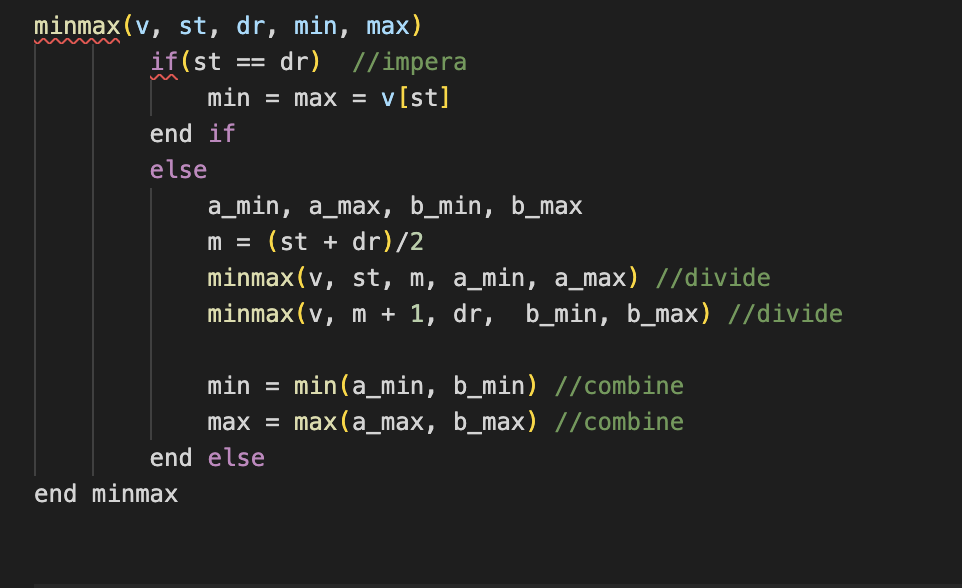 minmax(v, st, dr, min, max)
if(st == dr)  //impera
min = max = v[st]
end if
else
a_min, a_max, b_min, b_max
m = (st + dr)/2
minmax(v, st, m, a_min, a_max) //divide
minmax(v, m + 1, dr,  b_min, b_max) //divide
min = min(a_min, b_min) //combine
max = max(a_max, b_max) //combine
end else
end minmax